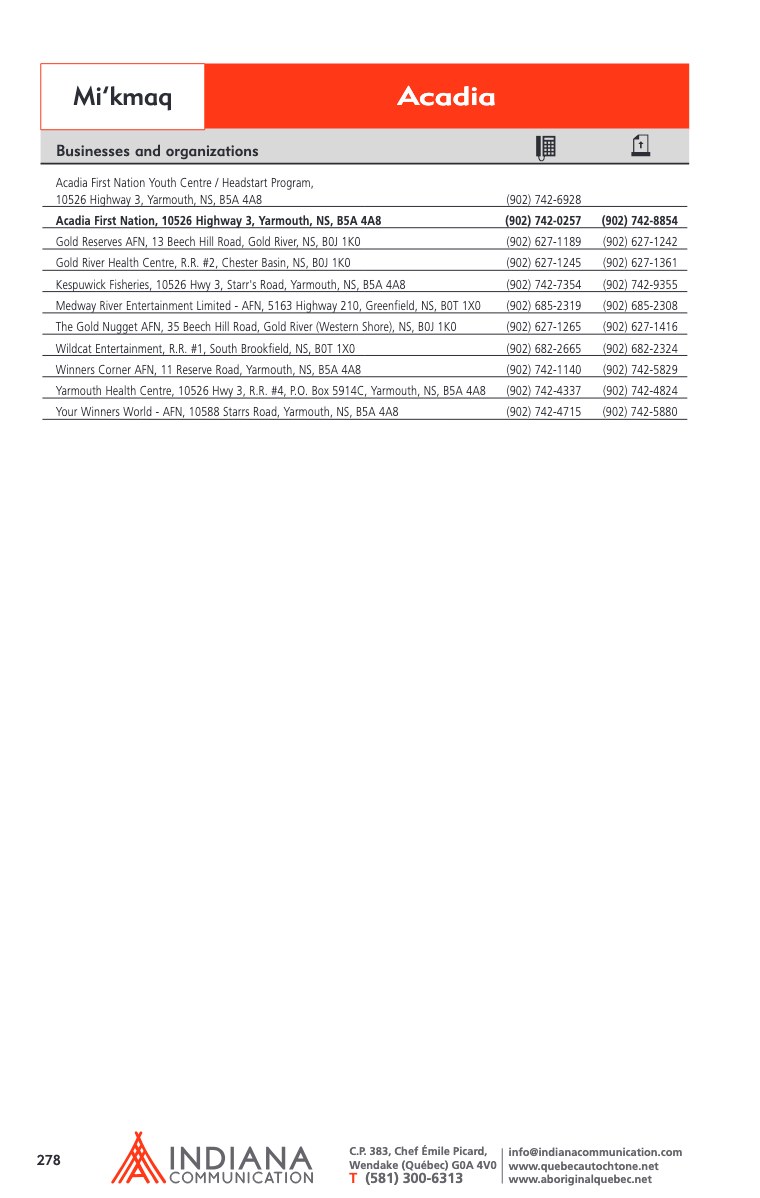 Mi’kmaq
Acadia
Businesses and organizations
Acadia First Nation Youth Centre / Headstart Program,
10526 Highway 3, Yarmouth, NS, B5A 4A8 (902) 742-6928
Acadia First Nation, 10526 Highway 3, Yarmouth, NS, B5A 4A8 (902) 742-0257 (902) 742-8854
Gold Reserves AFN, 13 Beech Hill Road, Gold River, NS, B0J 1K0 (902) 627-1189 (902) 627-1242
Gold River Health Centre, R.R. #2, Chester Basin, NS, B0J 1K0 (902) 627-1245 (902) 627-1361
Kespuwick Fisheries, 10526 Hwy 3, Starr's Road, Yarmouth, NS, B5A 4A8 (902) 742-7354 (902) 742-9355
Medway River Entertainment Limited - AFN, 5163 Highway 210, Greenfield, NS, B0T 1X0 (902) 685-2319 (902) 685-2308
The Gold Nugget AFN, 35 Beech Hill Road, Gold River (Western Shore), NS, B0J 1K0 (902) 627-1265 (902) 627-1416
Wildcat Entertainment, R.R. #1, South Brookfield, NS, B0T 1X0 (902) 682-2665 (902) 682-2324
Winners Corner AFN, 11 Reserve Road, Yarmouth, NS, B5A 4A8 (902) 742-1140 (902) 742-5829
Yarmouth Health Centre, 10526 Hwy 3, R.R. #4, P.O. Box 5914C, Yarmouth, NS, B5A 4A8 (902) 742-4337 (902) 742-4824
Your Winners World - AFN, 10588 Starrs Road, Yarmouth, NS, B5A 4A8 (902) 742-4715 (902) 742-5880
278
INDIANA
COMMUNICATION
C.P. 383, Chef Émile Picard,
Wendake (Québec) G0A 4V0
T (581) 300-6313
info@indianacommunication.com
www.quebecautochtone.net
www.aboriginalquebec.net